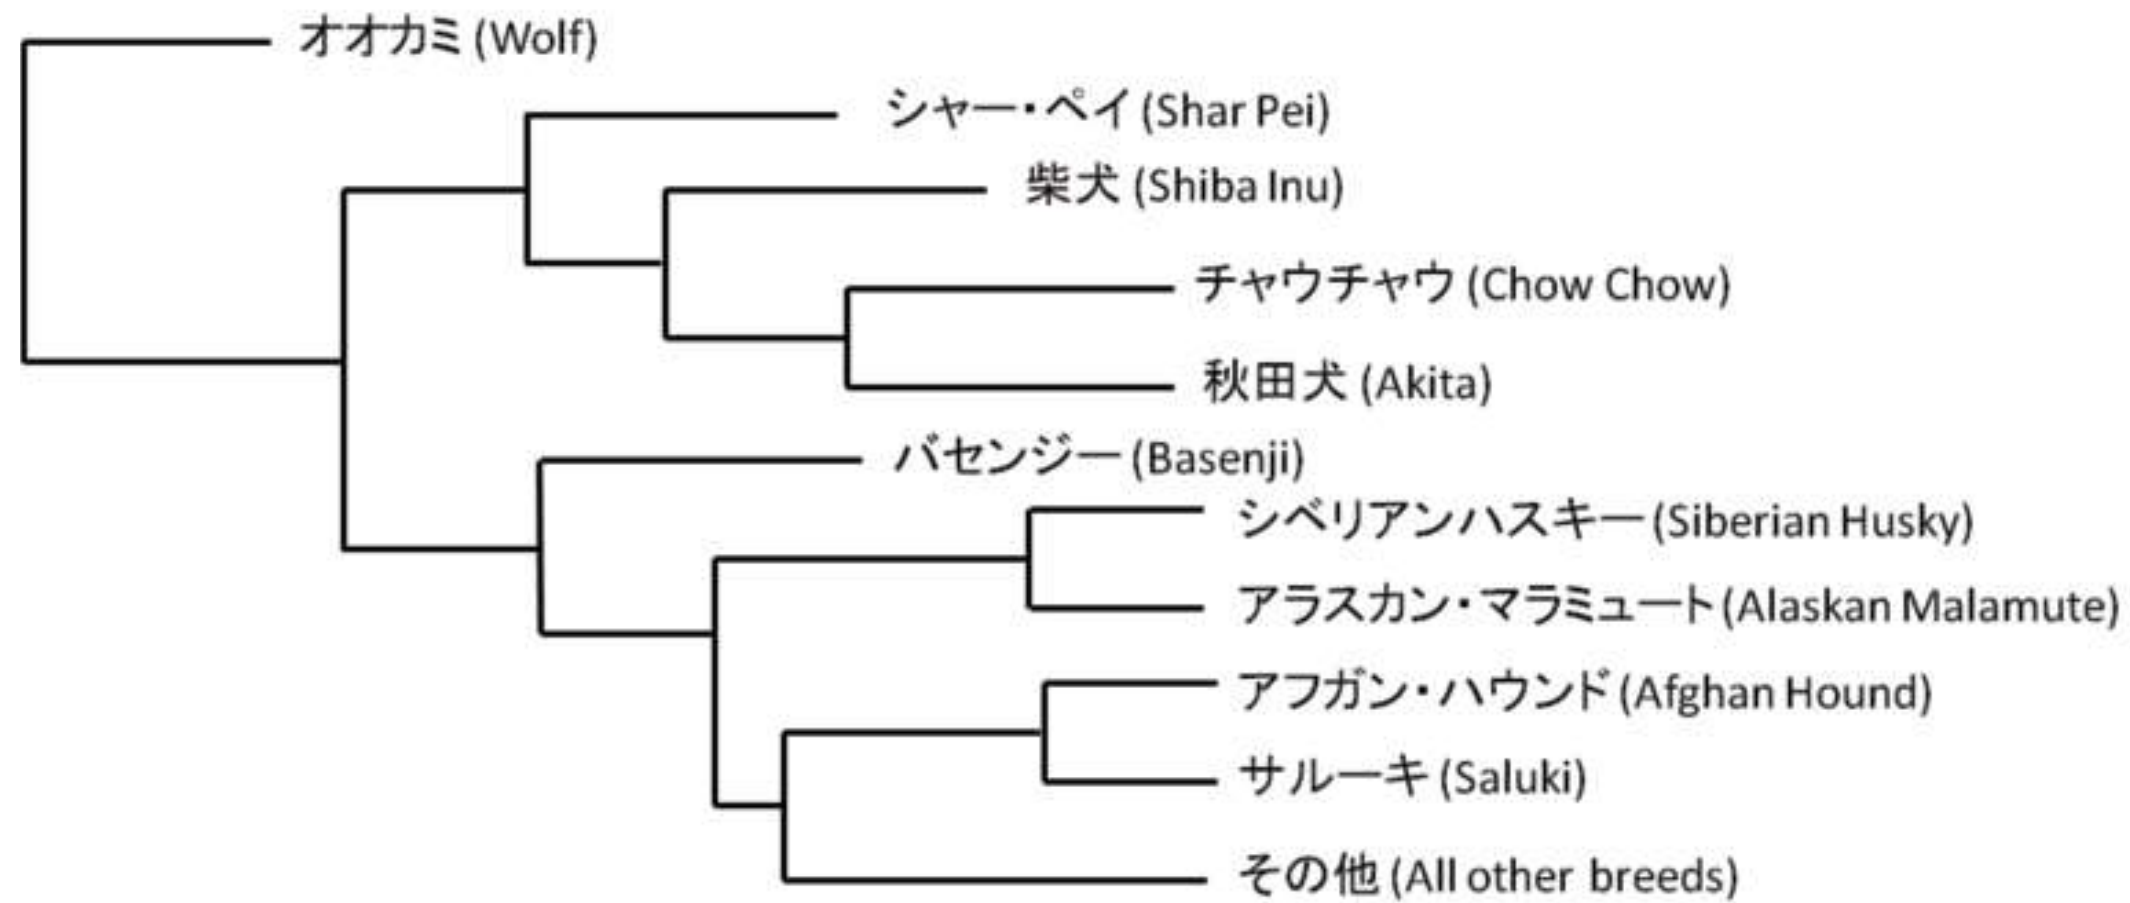 オオカミ (Wolf)
シャー・ペイ (Shar Pei)
柴犬 (Shiba Inu)
チャウチャウ (Chow Chow)
秋田犬 (Akita)
バセンジー (Basenji)
シベリアンハスキー (Siberian Husky)
アラスカン・マラミュート (Alaskan Malamute)
アフガン・ハウンド (Afghan Hound)
サルーキ (Saluki)
その他 (All other breeds)